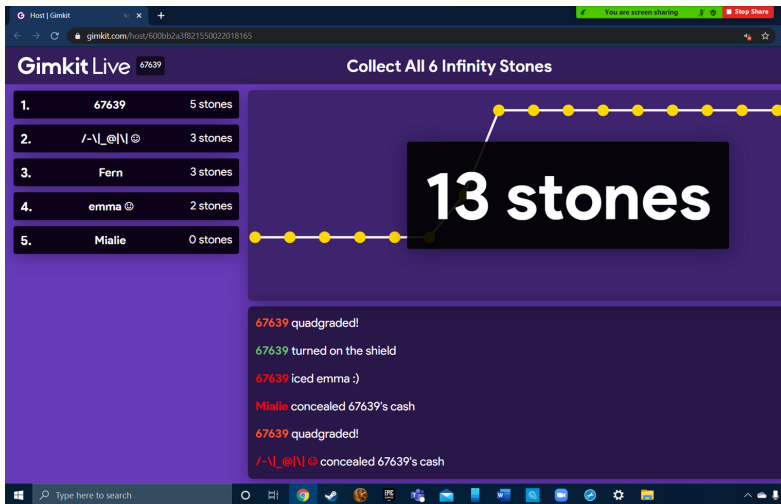 Host | Gimkit
You are screen sharing
Stop Share
gimkit.com/host/600bb2a3f821550022018165
Gimkit Live 67639
Collect All 6 Infinity Stones
1. 67639 5 stones
2. /-\|_@|\| ☺ 3 stones
3. Fern 3 stones
4. emma ☺ 2 stones
5. Mialie 0 stones
13 stones
67639 quadgraded!
67639 turned on the shield
67639 iced emma :)
Mialie concealed 67639's cash
67639 quadgraded!
/-\|_@|\| ☺ concealed 67639's cash
Type here to search